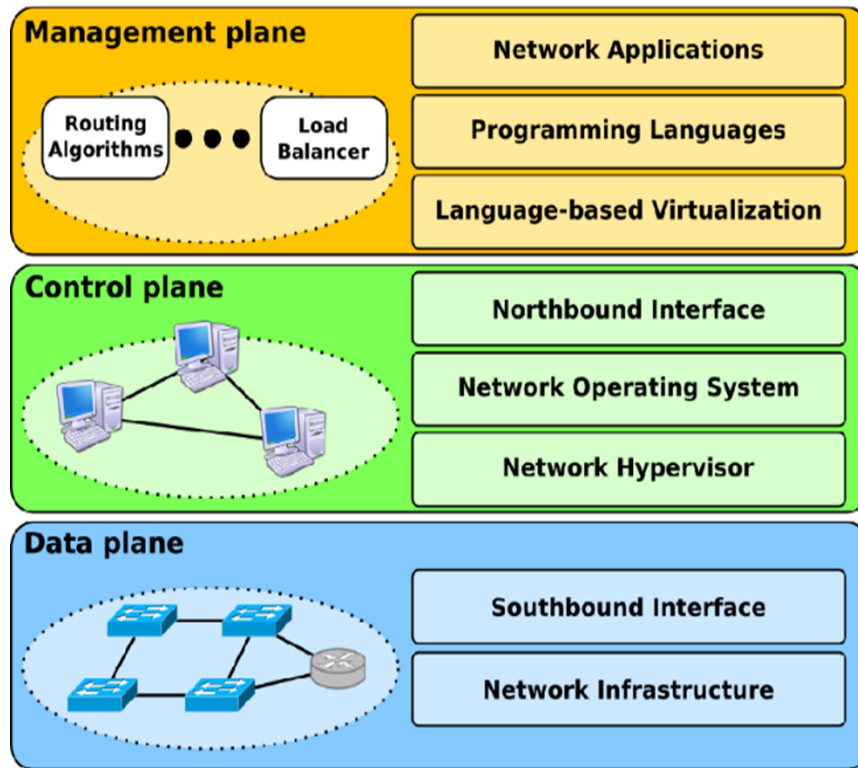 Management plane
Routing
Algorithms
Load
Balancer
Network Applications
Programming Languages
Language-based Virtualization
Control plane
Northbound Interface
Network Operating System
Network Hypervisor
Data plane
Southbound Interface
Network Infrastructure